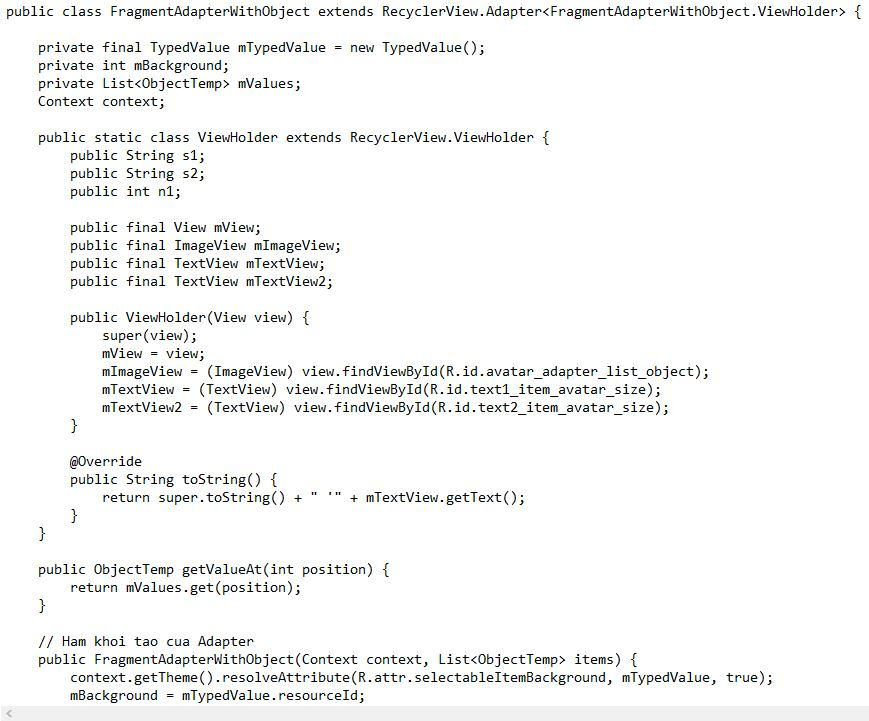 public class FragmentAdapterWithObject extends RecyclerView.Adapter<FragmentAdapterWithObject.ViewHolder> {

    private final TypedValue mTypedValue = new TypedValue();
    private int mBackground;
    private List<ObjectTemp> mValues;
    Context context;

    public static class ViewHolder extends RecyclerView.ViewHolder {
        public String s1;
        public String s2;
        public int n1;

        public final View mView;
        public final ImageView mImageView;
        public final TextView mTextView;
        public final TextView mTextView2;

        public ViewHolder(View view) {
            super(view);
            mView = view;
            mImageView = (ImageView) view.findViewById(R.id.avatar_adapter_list_object);
            mTextView = (TextView) view.findViewById(R.id.text1_item_avatar_size);
            mTextView2 = (TextView) view.findViewById(R.id.text2_item_avatar_size);
        }

        @Override
        public String toString() {
            return super.toString() + " '" + mTextView.getText();
        }
    }

    public ObjectTemp getValueAt(int position) {
        return mValues.get(position);
    }

    // Ham khoi tao cua Adapter
    public FragmentAdapterWithObject(Context context, List<ObjectTemp> items) {
        context.getTheme().resolveAttribute(R.attr.selectableItemBackground, mTypedValue, true);
        mBackground = mTypedValue.resourceId;